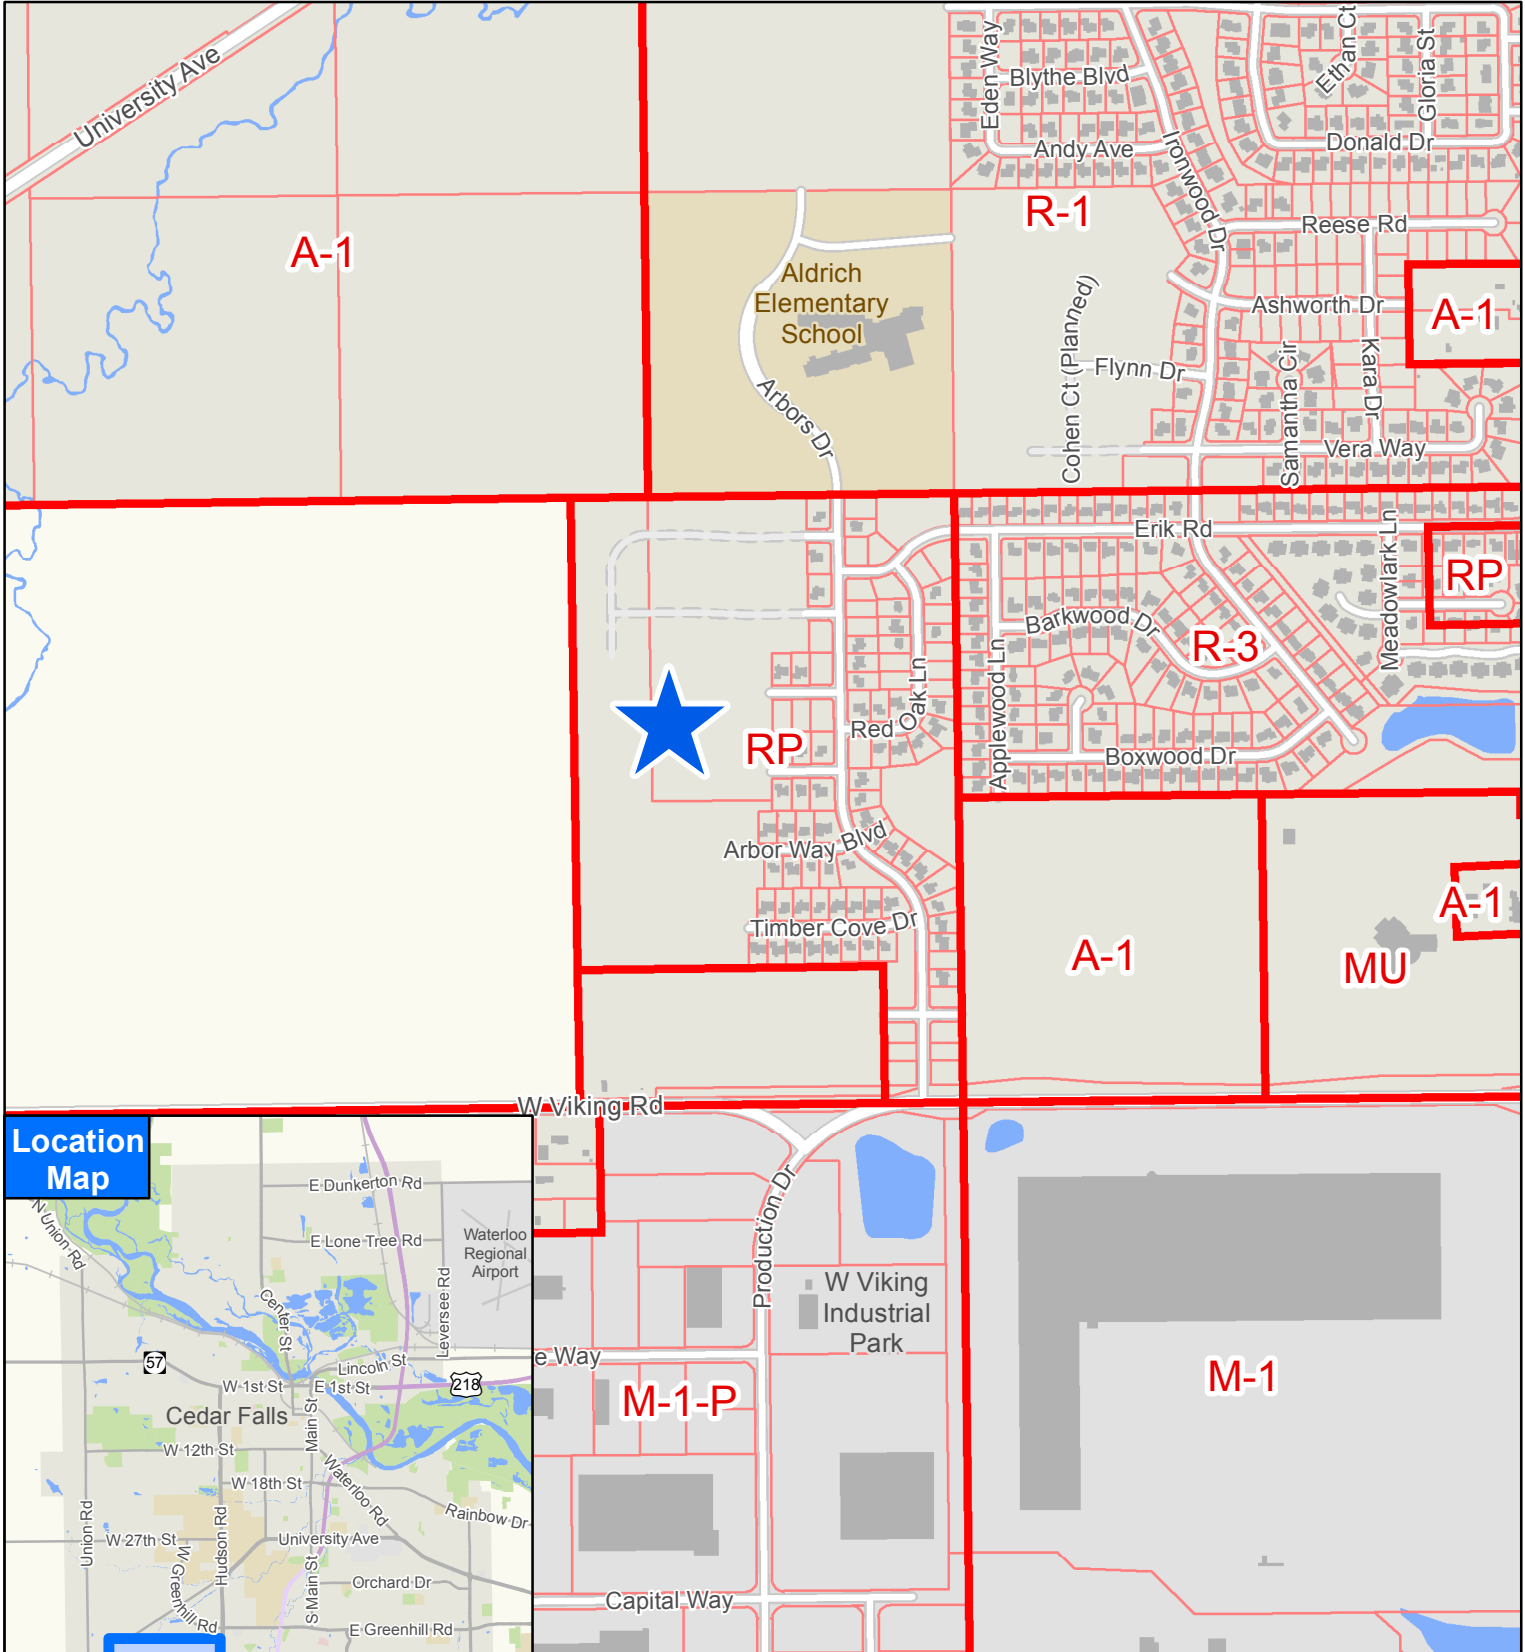 University Ave
Eden Way
Blythe Blvd
Andy Ave
Ironwood Dr
Ethan Ct
Gloria St
Donald Dr
A-1
R-1
Reese Rd
Aldrich
Elementary
School
Ashworth Dr
A-1
Cohen Ct (Planned)
Flynn Dr
Samantha Cir
Kara Dr
Arbors Dr
Vera Way
Erik Rd
Meadowlark Ln
RP
Barkwood Dr
R-3
Applewood Ln
Red Oak Ln
RP
Boxwood Dr
Arbor Way Blvd
Timber Cove Dr
A-1
A-1
MU
W Viking Rd
Production Dr
W Viking
Industrial
Park
e Way
M-1-P
M-1
Capital Way
Location
Map
E Dunkerton Rd
N Union Rd
E Lone Tree Rd
Waterloo
Regional
Airport
Leversee Rd
Center St
57
Lincoln St
W 1st St
E 1st St
218
Cedar Falls
Main St
W 12th St
W 18th St
Waterloo Rd
Rainbow Dr
Union Rd
W 27th St
Hudson Rd
University Ave
W Greenhill Rd
S Main St
Orchard Dr
E Greenhill Rd